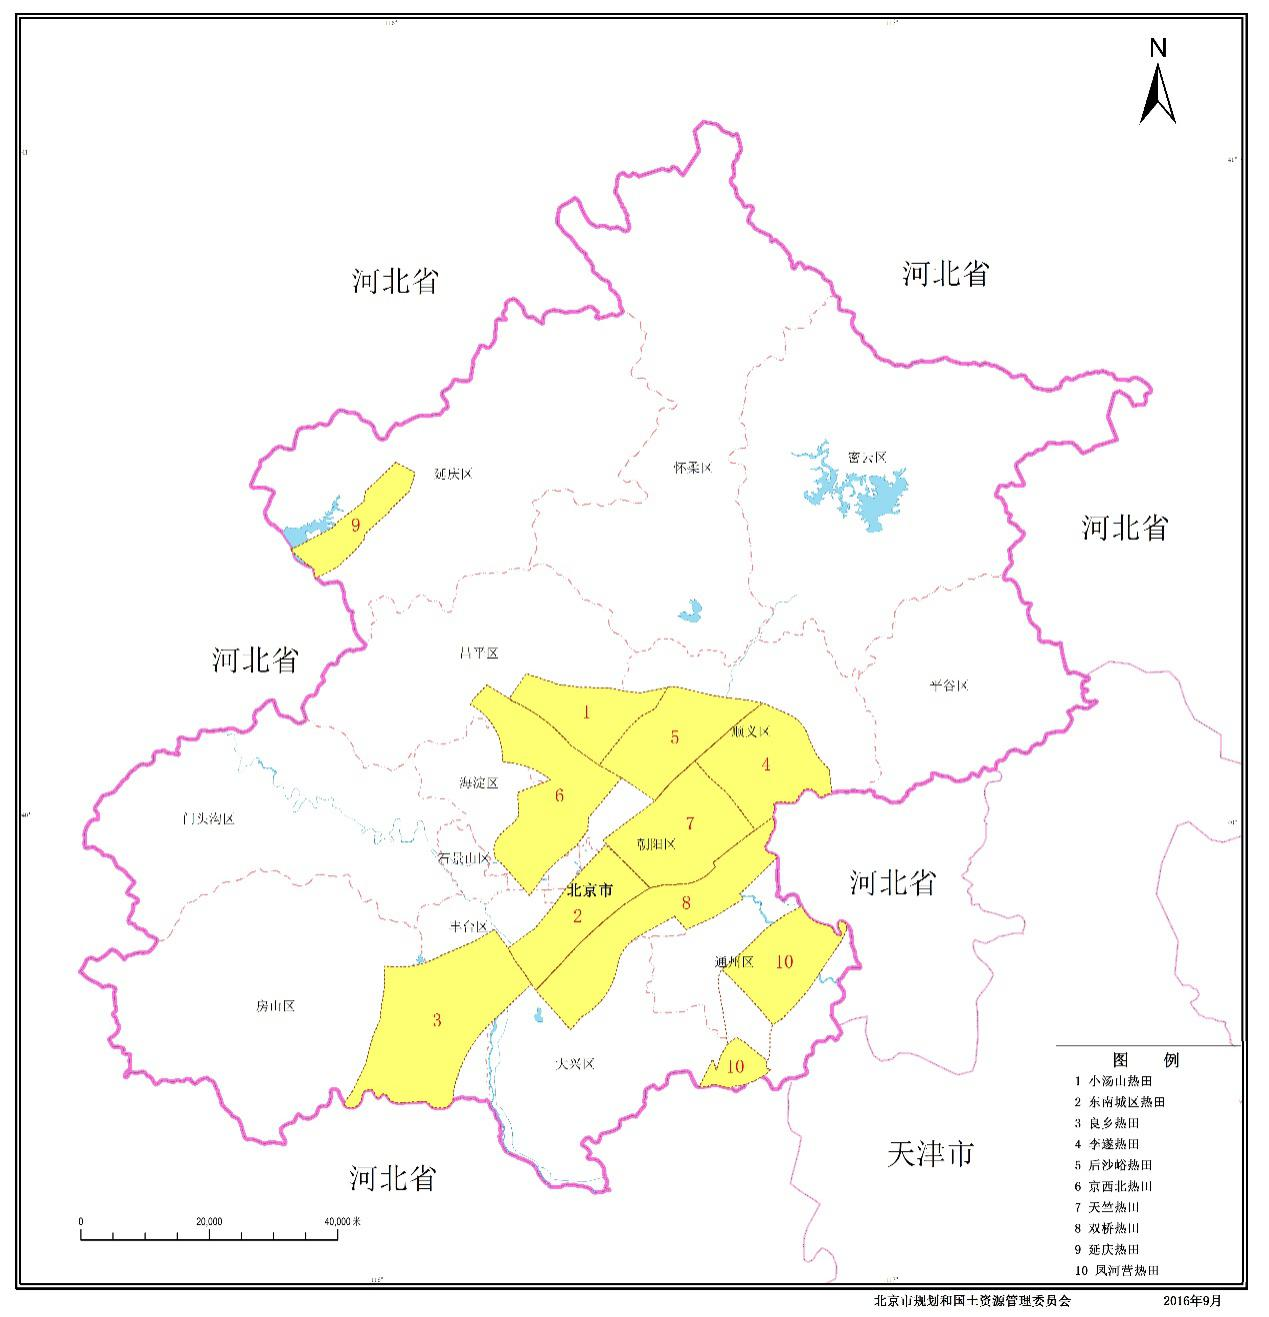 N
河北省
河北省
延庆区
怀柔区
密云区
河北省
9
河北省
昌平区
平谷区
1
5
顺义区
4
海淀区
6
门头沟区
7
朝阳区
石景山区
北京市
河北省
8
2
丰台区
通州区
10
房山区
3
大兴区
10
河北省
天津市
0 20,000 40,000米
图 例
1 小汤山热田
2 东南城区热田
3 良乡热田
4 李遂热田
5 后沙峪热田
6 京西北热田
7 天竺热田
8 双桥热田
9 延庆热田
10 凤河营热田
北京市规划和国土资源管理委员会 2016年9月